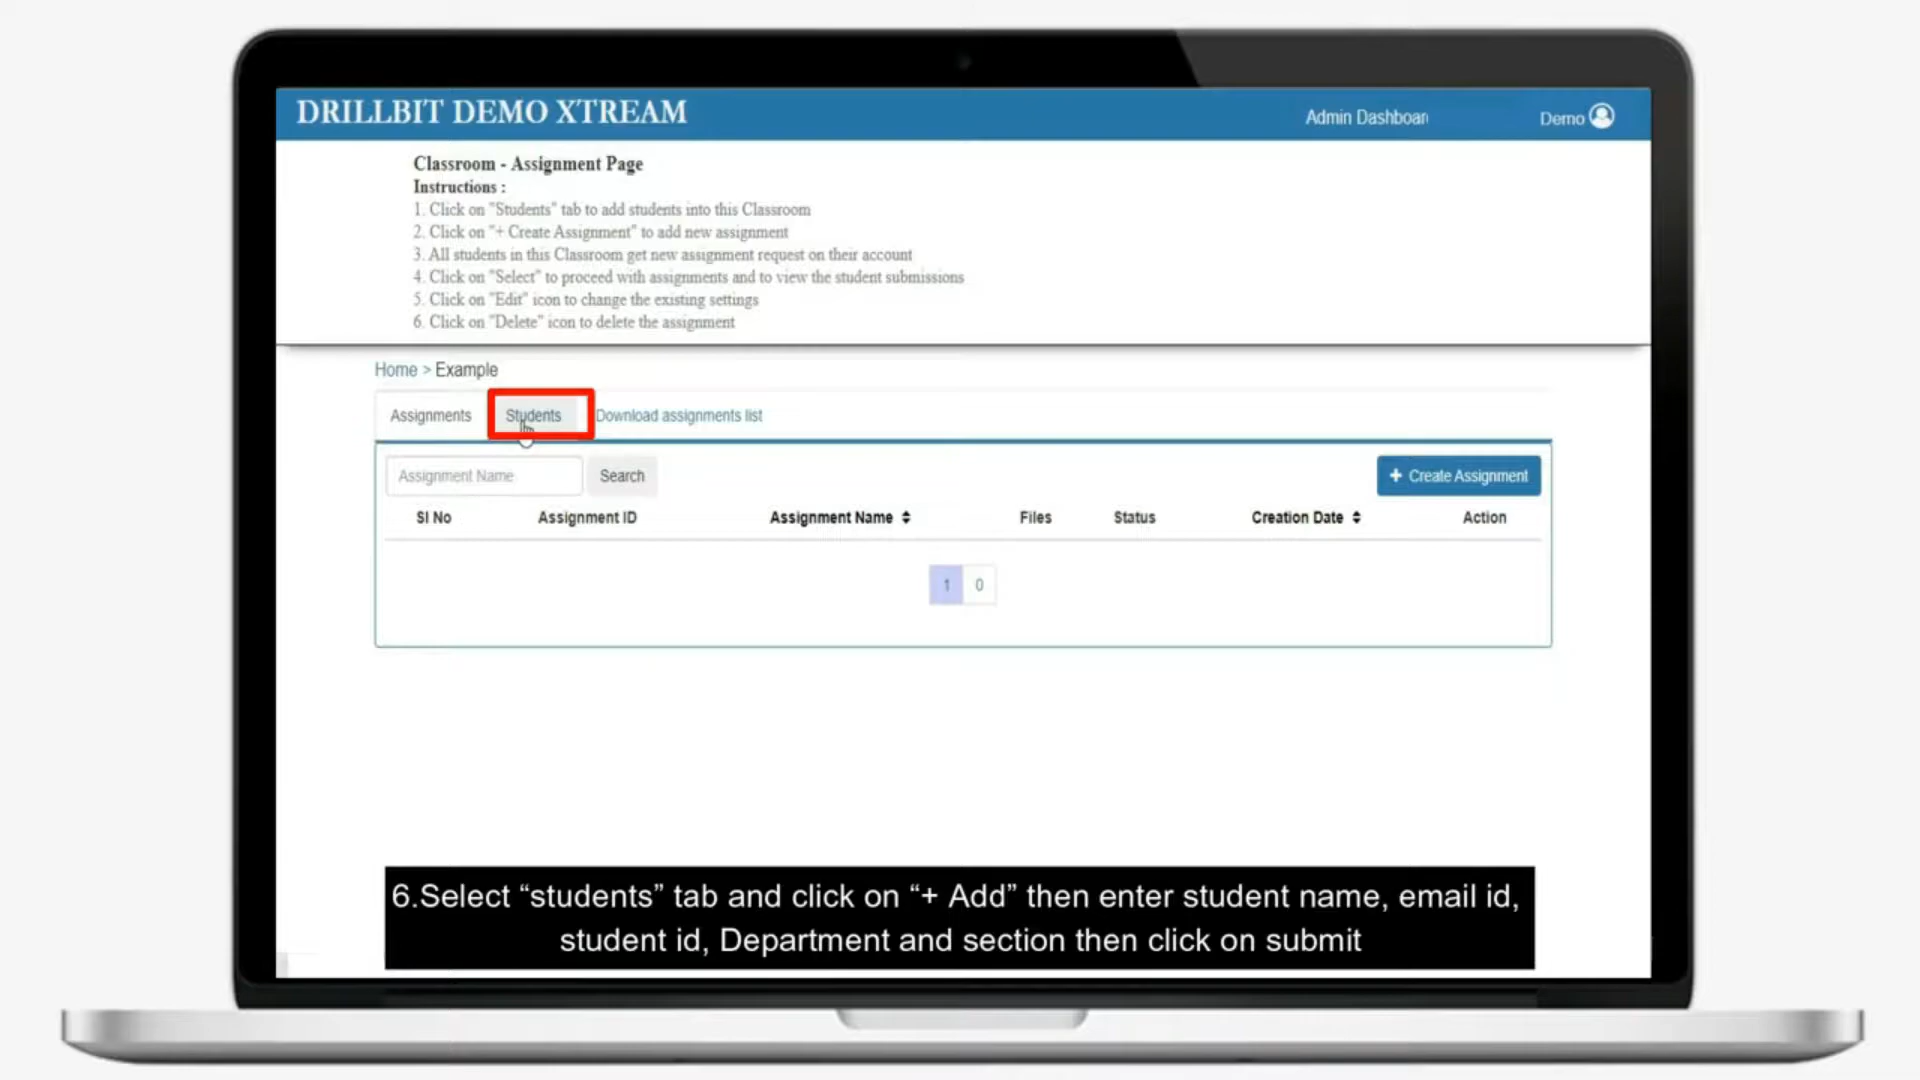 DRILLBIT DEMO XTREAM
Admin Dashboar
Demo
Classroom - Assignment Page
Instructions :
1. Click on "Students" tab to add students into this Classroom
2. Click on "+ Create Assignment" to add new assignment
3. All students in this Classroom get new assignment request on their account
4. Click on "Select" to proceed with assignments and to view the student submissions
5. Click on "Edit" icon to change the existing settings
6. Click on "Delete" icon to delete the assignment
Home > Example
Assignments Students Download assignments list
Assignment Name Search + Create Assignment
Sl No Assignment ID Assignment Name Files Status Creation Date Action
1 0
6.Select “students” tab and click on “+ Add” then enter student name, email id,
student id, Department and section then click on submit